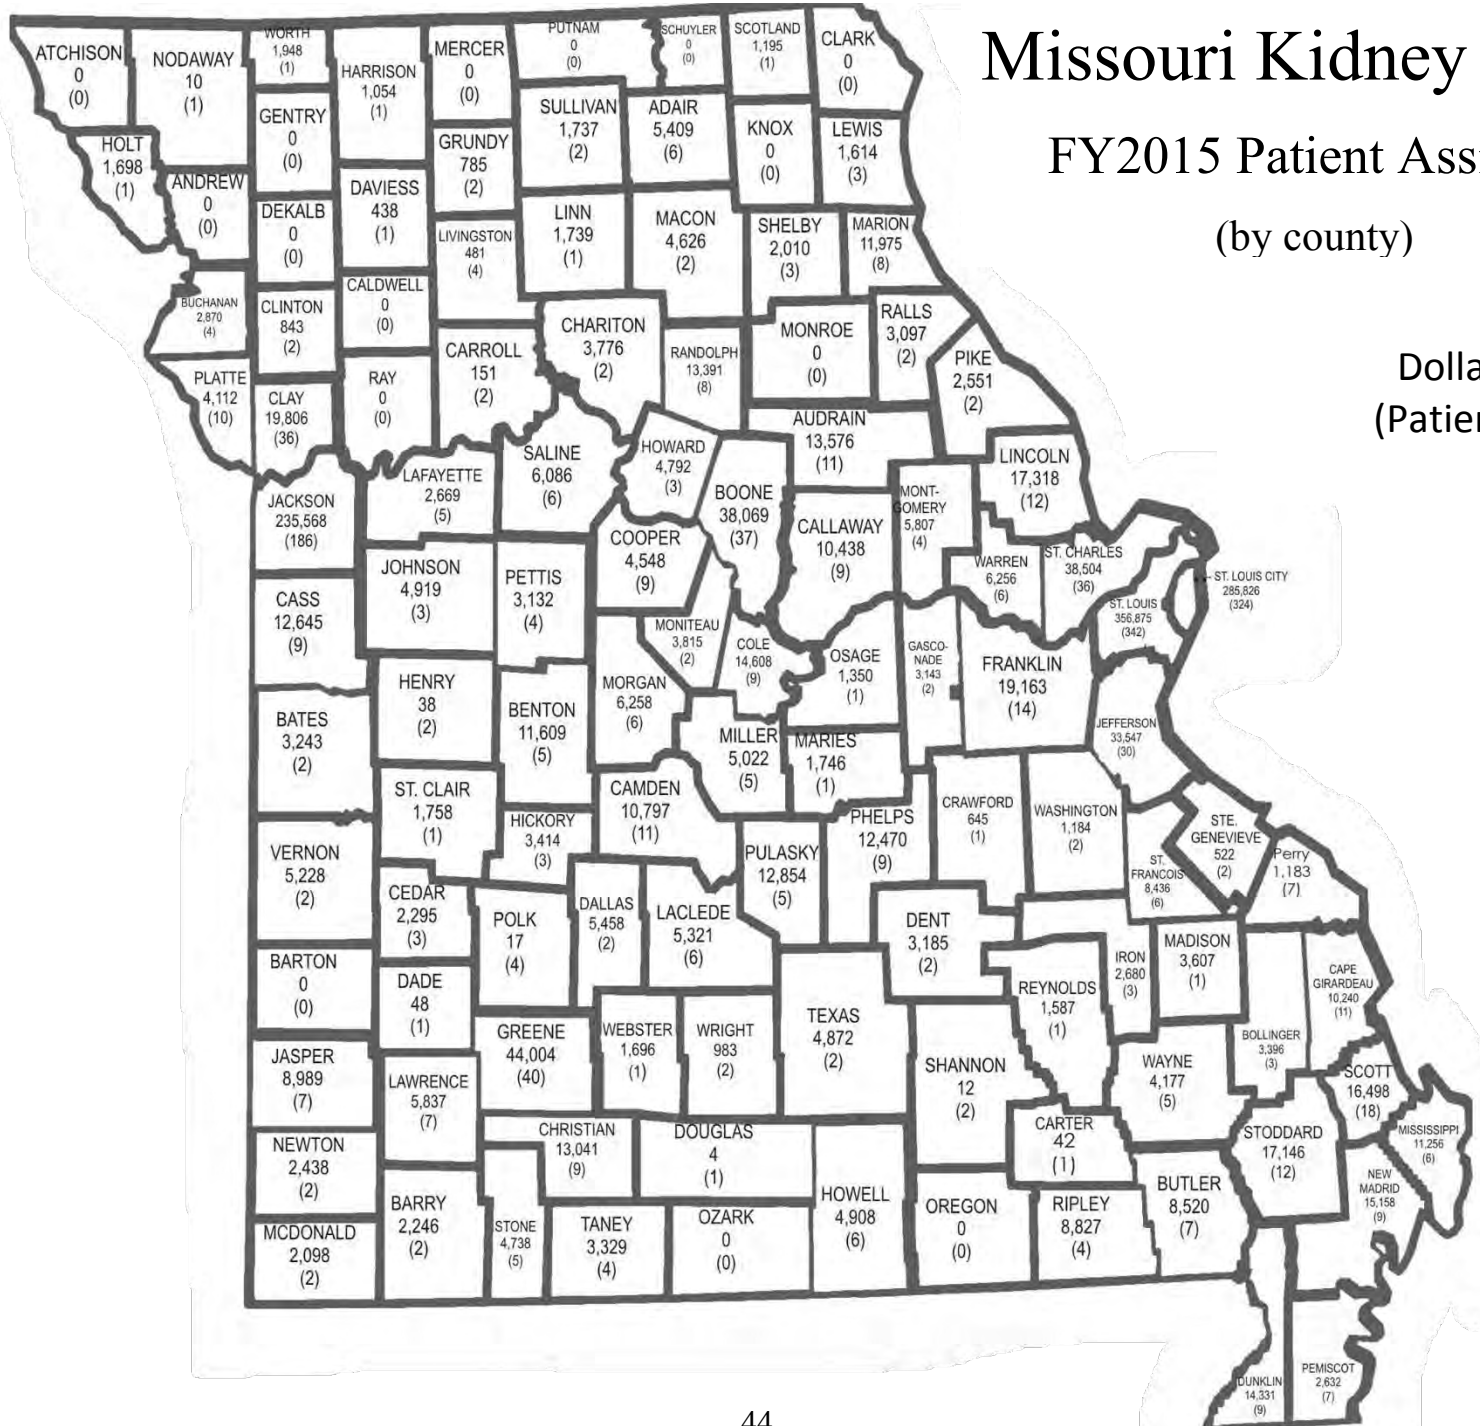 Missouri Kidney
FY2015 Patient Assi
(by county)
Dolla
(Patien
ATCHISON
0
(0)
NODAWAY
10
(1)
WORTH
1,948
(1)
HARRISON
1,054
(1)
MERCER
0
(0)
PUTNAM
0
(0)
SCHUYLER
0
(0)
SCOTLAND
1,195
(1)
CLARK
0
(0)
HOLT
1,698
(1)
ANDREW
0
(0)
GENTRY
0
(0)
DEKALB
0
(0)
DAVIESS
438
(1)
GRUNDY
785
(2)
SULLIVAN
1,737
(2)
ADAIR
5,409
(6)
KNOX
0
(0)
LEWIS
1,614
(3)
LIVINGSTON
481
(4)
LINN
1,739
(1)
MACON
4,626
(2)
SHELBY
2,010
(3)
MARION
11,975
(8)
BUCHANAN
2,870
(4)
CLINTON
843
(2)
CALDWELL
0
(0)
CARROLL
151
(2)
CHARITON
3,776
(2)
RANDOLPH
13,391
(8)
MONROE
0
(0)
RALLS
3,097
(2)
PIKE
2,551
(2)
PLATTE
4,112
(10)
CLAY
19,806
(36)
RAY
0
(0)
AUDRAIN
13,576
(11)
SALINE
6,086
(6)
HOWARD
4,792
(3)
BOONE
38,069
(37)
CALLAWAY
10,438
(9)
MONT-
GOMERY
5,807
(4)
LINCOLN
17,318
(12)
JACKSON
235,568
(186)
LAFAYETTE
2,669
(5)
COOPER
4,548
(9)
WARREN
6,256
(6)
ST. CHARLES
38,504
(36)
ST. LOUIS CITY
285,826
(324)
ST. LOUIS
356,875
(342)
CASS
12,645
(9)
JOHNSON
4,919
(3)
PETTIS
3,132
(4)
MONITEAU
3,815
(2)
COLE
14,608
(9)
OSAGE
1,350
(1)
GASCO-
NADE
3,143
(2)
FRANKLIN
19,163
(14)
JEFFERSON
33,547
(30)
BATES
3,243
(2)
HENRY
38
(2)
BENTON
11,609
(5)
MORGAN
6,258
(6)
MILLER
5,022
(5)
MARIES
1,746
(1)
ST. CLAIR
1,758
(1)
HICKORY
3,414
(3)
CAMDEN
10,797
(11)
PULASKY
12,854
(5)
PHELPS
12,470
(9)
CRAWFORD
645
(1)
WASHINGTON
1,184
(2)
ST.
FRANCOIS
8,436
(6)
STE.
GENEVIEVE
522
(2)
Perry
1,183
(7)
VERNON
5,228
(2)
CEDAR
2,295
(3)
POLK
17
(4)
DALLAS
5,458
(2)
LACLEDE
5,321
(6)
DENT
3,185
(2)
IRON
2,680
(3)
MADISON
3,607
(1)
BARTON
0
(0)
DADE
48
(1)
GREENE
44,004
(40)
WEBSTER
1,696
(1)
WRIGHT
983
(2)
TEXAS
4,872
(2)
REYNOLDS
1,587
(1)
BOLLINGER
3,396
(3)
CAPE
GIRARDEAU
10,240
(11)
JASPER
8,989
(7)
LAWRENCE
5,837
(7)
SHANNON
12
(2)
WAYNE
4,177
(5)
SCOTT
16,498
(18)
NEWTON
2,438
(2)
CHRISTIAN
13,041
(9)
DOUGLAS
4
(1)
CARTER
42
(1)
STODDARD
17,146
(12)
MISSISSIPPI
11,256
(6)
MCDONALD
2,098
(2)
BARRY
2,246
(2)
STONE
4,738
(5)
TANEY
3,329
(4)
OZARK
0
(0)
HOWELL
4,908
(6)
OREGON
0
(0)
RIPLEY
8,827
(4)
BUTLER
8,520
(7)
NEW
MADRID
15,158
(9)
DUNKLIN
14,331
(9)
PEMISCOT
2,632
(7)
44